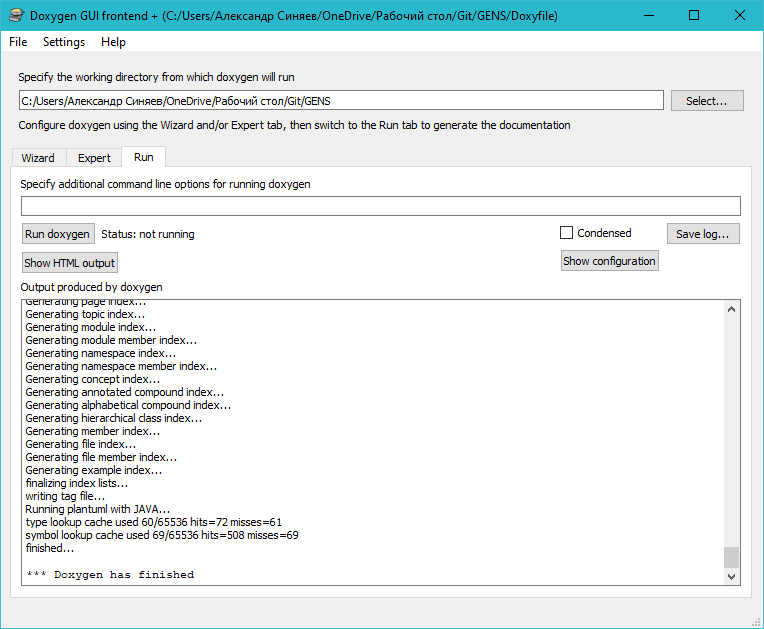 Doxygen GUI frontend + (C:/Users/Александр Синяев/OneDrive/Рабочий стол/Git/GENS/Doxyfile)
File Settings Help
Specify the working directory from which doxygen will run
C:/Users/Александр Синяев/OneDrive/Рабочий стол/Git/GENS
Select...
Configure doxygen using the Wizard and/or Expert tab, then switch to the Run tab to generate the documentation
Wizard Expert Run
Specify additional command line options for running doxygen
Run doxygen Status: not running Condensed Save log...
Show HTML output Show configuration
Output produced by doxygen
Generating page index...
Generating topic index...
Generating module index...
Generating module member index...
Generating namespace index...
Generating namespace member index...
Generating concept index...
Generating annotated compound index...
Generating alphabetical compound index...
Generating hierarchical class index...
Generating member index...
Generating file index...
Generating file member index...
Generating example index...
finalizing index lists...
writing tag file...
Running plantuml with JAVA...
type lookup cache used 60/65536 hits=72 misses=61
symbol lookup cache used 69/65536 hits=508 misses=69
finished...
*** Doxygen has finished